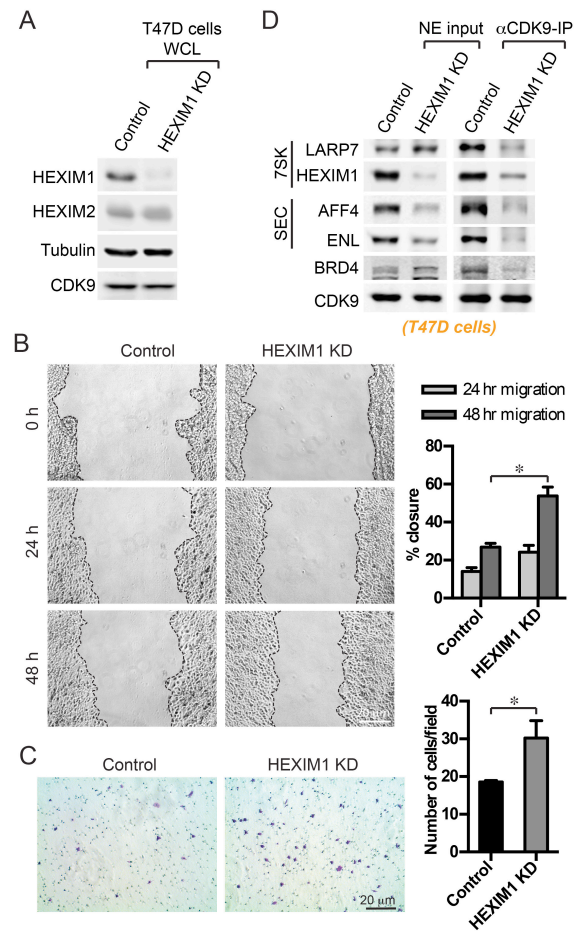 A
T47D cells
WCL
Control
HEXIM1 KD
HEXIM1
HEXIM2
Tubulin
CDK9
D
NE input
αCDK9-IP
Control
HEXIM1 KD
Control
HEXIM1 KD
7SK
LARP7
HEXIM1
SEC
AFF4
ENL
BRD4
CDK9
(T47D cells)
B
Control
HEXIM1 KD
0 h
24 h
48 h
24 hr migration
48 hr migration
% closure
80
60
40
20
0
*
Control
HEXIM1 KD
C
Control
HEXIM1 KD
20 μm
Number of cells/field
40
30
20
10
0
*
Control
HEXIM1 KD